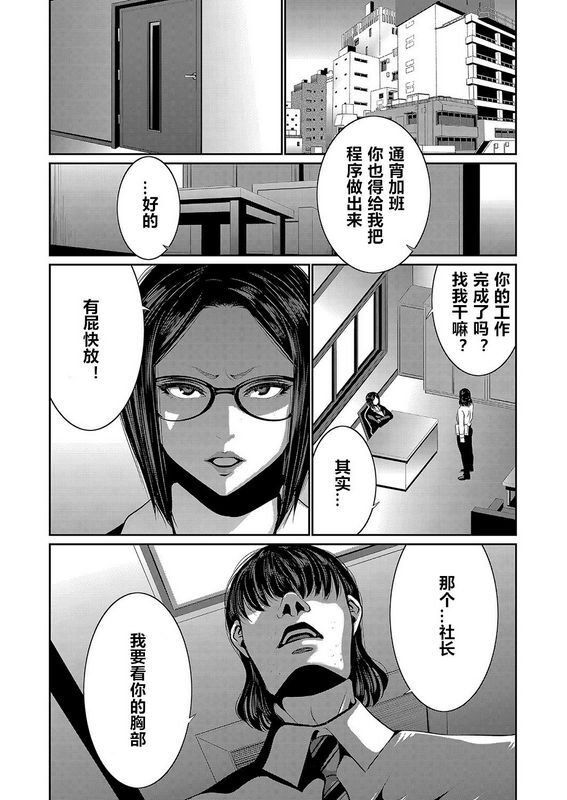 通宵加班
你也得给我把
程序做出来
…好的
你的工作
完成了吗？
找我干嘛？
其实…
有屁快放！
那个…社长
我要看你的胸部